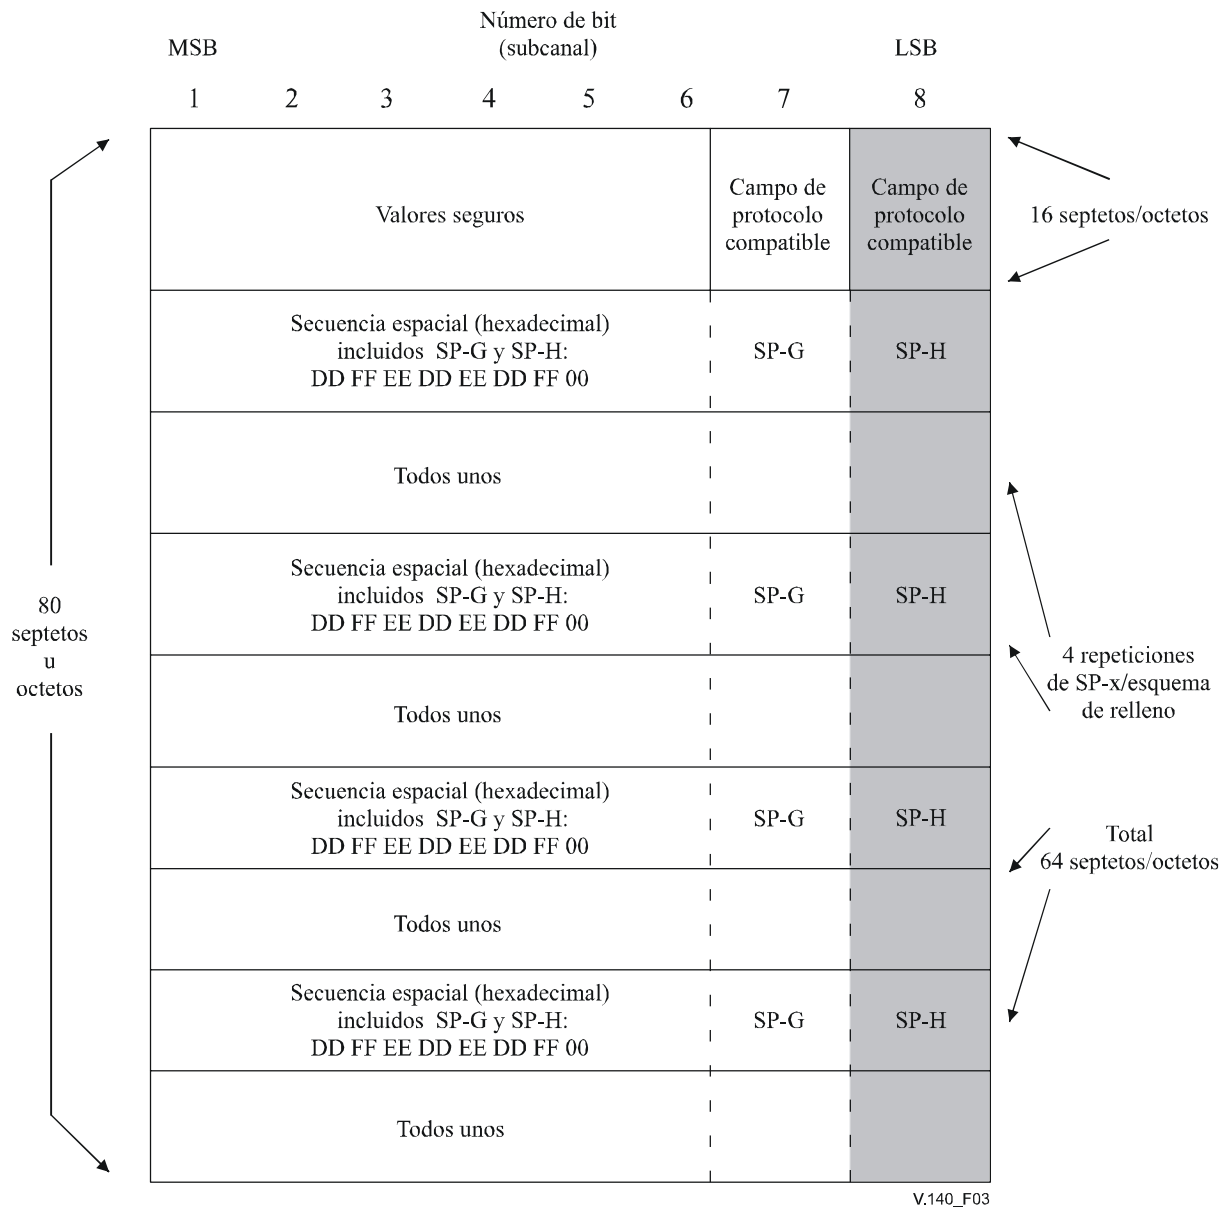 Número de bit
(subcanal)
MSB
LSB
1 2 3 4 5 6 7 8
Valores seguros
Campo de
protocolo
compatible
Campo de
protocolo
compatible
16 septetos/octetos
Secuencia espacial (hexadecimal)
incluidos SP-G y SP-H:
DD FF EE DD EE DD FF 00
SP-G
SP-H
Todos unos
Secuencia espacial (hexadecimal)
incluidos SP-G y SP-H:
DD FF EE DD EE DD FF 00
SP-G
SP-H
80
septetos
u
octetos
4 repeticiones
de SP-x/esquema
de relleno
Todos unos
Secuencia espacial (hexadecimal)
incluidos SP-G y SP-H:
DD FF EE DD EE DD FF 00
SP-G
SP-H
Total
64 septetos/octetos
Todos unos
Secuencia espacial (hexadecimal)
incluidos SP-G y SP-H:
DD FF EE DD EE DD FF 00
SP-G
SP-H
Todos unos
V.140_F03